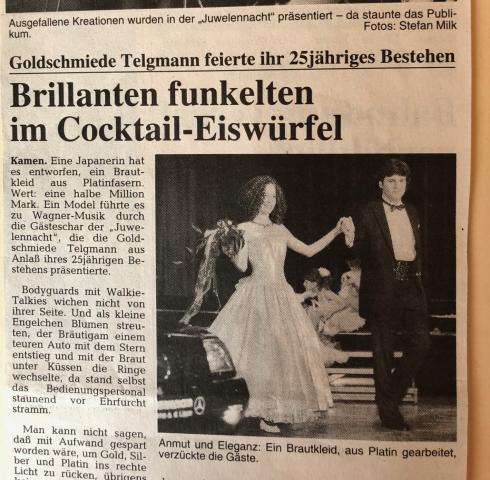 Ausgefallene Kreationen wurden in der „Juwelennacht" präsentiert – da staunte das Publi-
kum. Fotos: Stefan Milk
Goldschmiede Telgmann feierte ihr 25jähriges Bestehen
Brillanten funkelten
im Cocktail-Eiswürfel
Kamen. Eine Japanerin hat
es entworfen, ein Braut-
kleid aus Platinfasern.
Wert: eine halbe Million
Mark. Ein Model führte es
zu Wagner-Musik durch
die Gästeschar der „Juwe-
lennacht", die die Gold-
schmiede Telgmann aus
Anlaß ihres 25jährigen Be-
stehens präsentierte.
Bodyguards mit Walkie-
Talkies wichen nicht von
ihrer Seite. Und als kleine
Engelchen Blumen streu-
ten, der Bräutigam einem
teuren Auto mit dem Stern
entstieg und mit der Braut
unter Küssen die Ringe
wechselte, da stand selbst
das Bedienungspersonal
staunend vor Ehrfurcht
stramm.
Man kann nicht sagen,
daß mit Aufwand gespart
worden wäre, um Gold, Sil-
ber und Platin ins rechte
Licht zu rücken, übrigens
Anmut und Eleganz: Ein Brautkleid, aus Platin gearbeitet,
verzückte die Gäste.